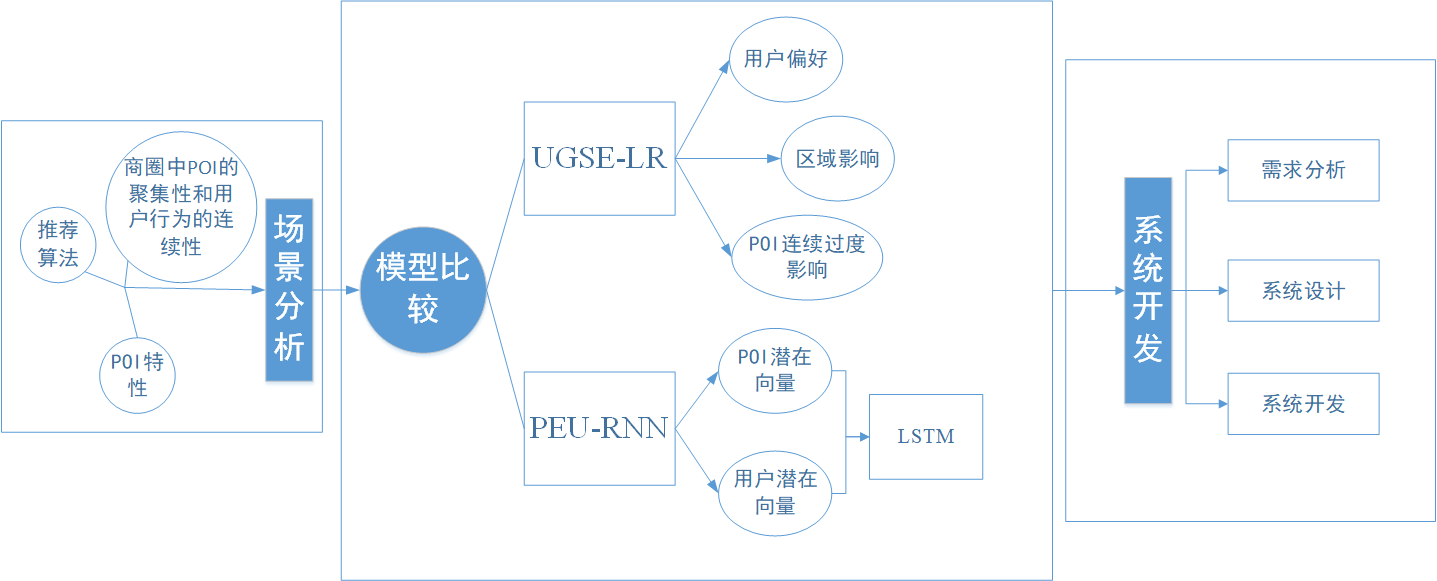 商圈中POI的
聚集性和用
户行为的连
续性
推荐
算法
POI特
性
场
景
分
析
模型比
较
UGSE-LR
用户偏好
区域影响
POI连续过度
影响
PEU-RNN
POI潜在
向量
用户潜在
向量
LSTM
系
统
开
发
需求分析
系统设计
系统开发